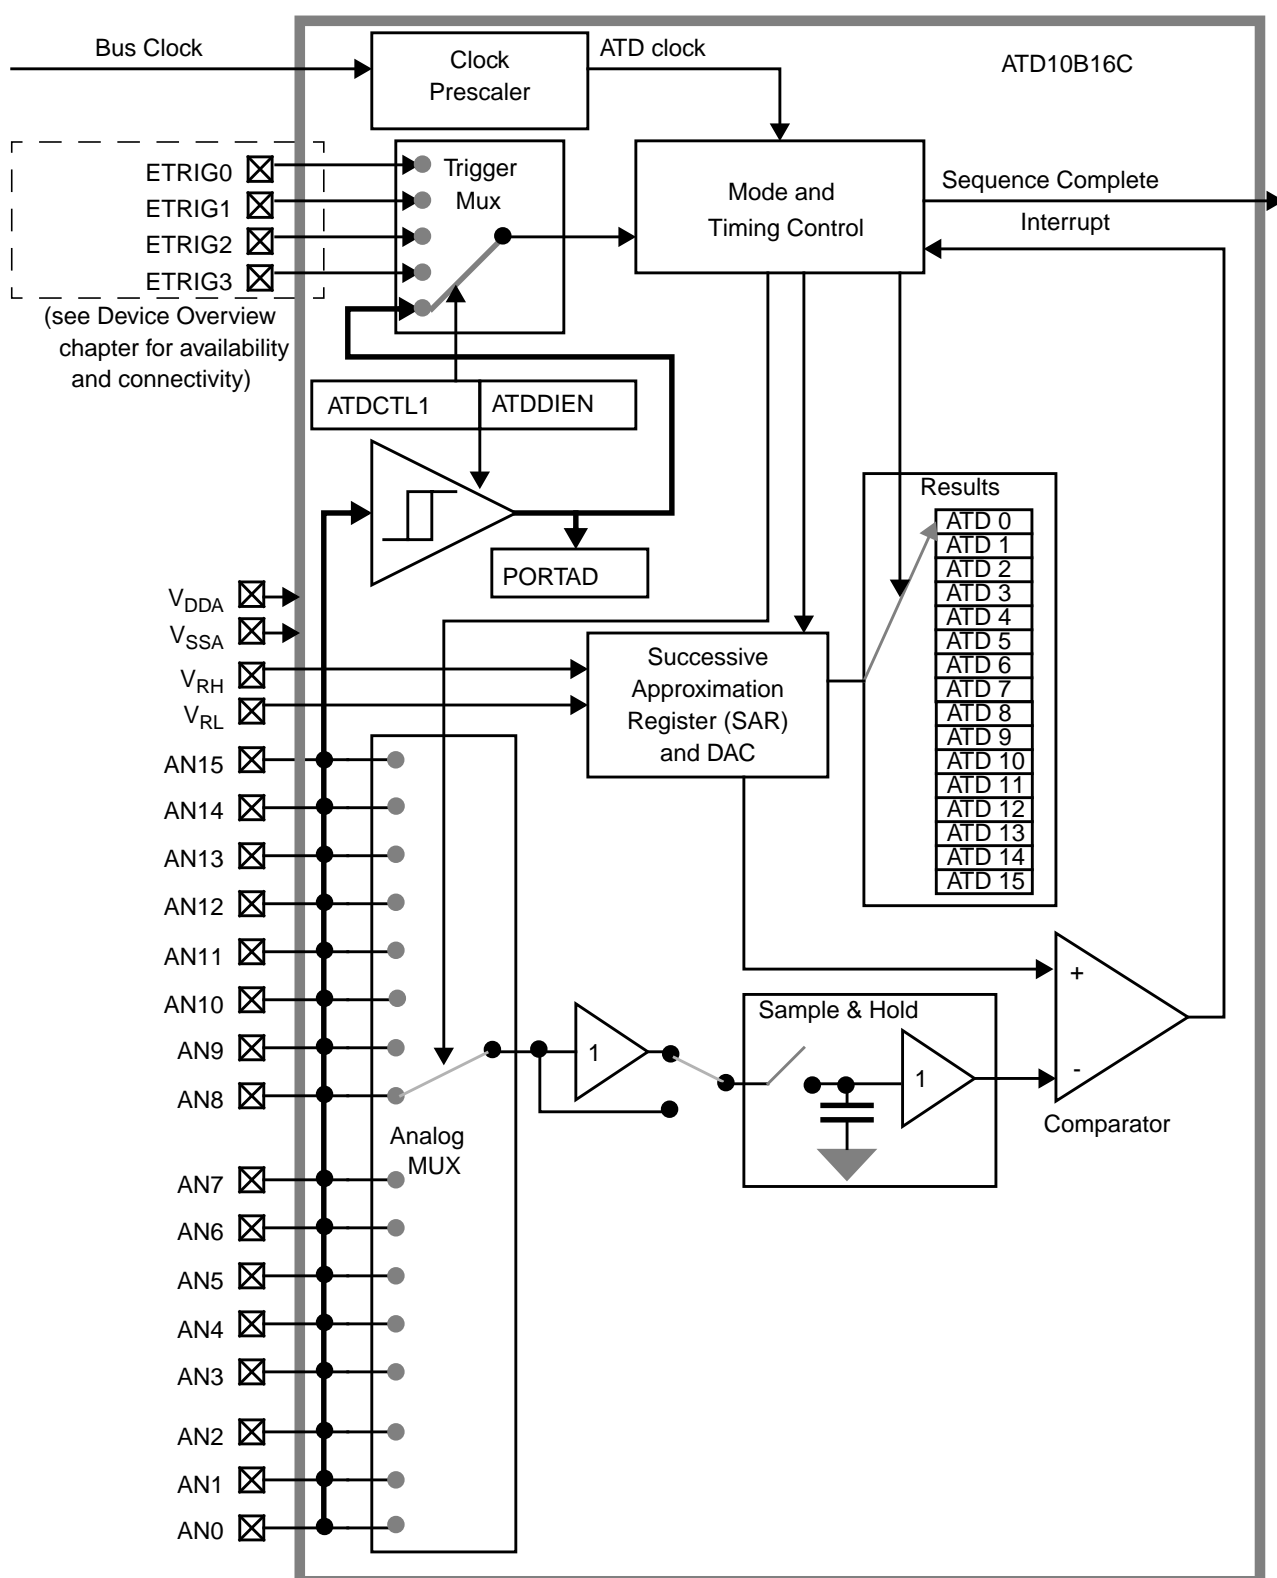 Bus Clock
Clock
Prescaler
ATD clock
ATD10B16C
ETRIG0
ETRIG1
ETRIG2
ETRIG3
(see Device Overview
chapter for availability
and connectivity)
Trigger
Mux
Mode and
Timing Control
Sequence Complete
Interrupt
ATDCTL1
ATDDIEN
PORTAD
Results
ATD 0
ATD 1
ATD 2
ATD 3
ATD 4
ATD 5
ATD 6
ATD 7
ATD 8
ATD 9
ATD 10
ATD 11
ATD 12
ATD 13
ATD 14
ATD 15
VDDA
VSSA
VRH
VRL
Successive
Approximation
Register (SAR)
and DAC
AN15
AN14
AN13
AN12
AN11
AN10
AN9
AN8
AN7
AN6
AN5
AN4
AN3
AN2
AN1
AN0
Analog
MUX
1
Sample & Hold
1
+
-
Comparator